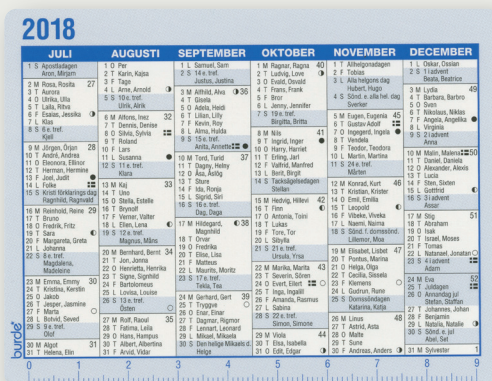 2018
JULI
1 S Apostladagen
Aron, Mirjam
2 M Rosa, Rosita 27
3 T Aurora
4 O Ulrika, Ulla
5 T Laila, Ritva
6 F Esaias, Jessika
7 L Klas
8 S 6 e. tref.
Kjell
9 M Jörgen, Örjan 28
10 T André, Andrea
11 O Eleonora, Ellinor
12 T Herman, Hermine
13 F Joel, Judit
14 L Folke
15 S Kristi förklarings dag
Ragnhild, Ragnvald
16 M Reinhold, Reine 29
17 T Bruno
18 O Fredrik, Fritz
19 T Sara
20 F Margareta, Greta
21 L Johanna
22 S 8 e. tref.
Magdalena,
Madeleine
23 M Emma, Emmy 30
24 T Kristina, Kerstin
25 O Jakob
26 T Jesper, Jasmine
27 F Marta
28 L Botvid, Seved
29 S 9 e. tref.
Olof
30 M Algot 31
31 T Helena, Elin
AUGUSTI
1 O Per
2 T Karin, Kajsa
3 F Tage
4 L Arne, Arnold
5 S 10 e. tref.
Ulrik, Alrik
6 M Alfons, Inez 32
7 T Dennis, Denise
8 O Silvia, Sylvia
9 T Roland
10 F Lars
11 L Susanna
12 S 11 e. tref.
Klara
13 M Kaj 33
14 T Uno
15 O Stella, Estelle
16 T Brynolf
17 F Verner, Valter
18 L Ellen, Lena
19 S 12 e. tref.
Magnus, Måns
20 M Bernhard, Bernt 34
21 T Jon, Jonna
22 O Henrietta, Henrika
23 T Signe, Signhild
24 F Bartolomeus
25 L Lovisa, Louise
26 S 13 e. tref.
Östen
27 M Rolf, Raoul 35
28 T Fatima, Leila
29 O Hans, Hampus
30 T Albert, Albertina
31 F Arvid, Vidar
SEPTEMBER
1 L Samuel, Sam
2 S 14 e. tref.
Justus, Justina
3 M Alfhild, Alva 36
4 T Gisela
5 O Adela, Heidi
6 T Lilian, Lilly
7 F Kevin, Roy
8 L Alma, Hulda
9 S 15 e. tref.
Anita, Annette
10 M Tord, Turid 37
11 T Dagny, Helny
12 O Åsa, Åslög
13 T Sture
14 F Ida, Ronja
15 L Sigrid, Siri
16 S 16 e. tref.
Dag, Daga
17 M Hildegard, 38
Magnhild
18 T Orvar
19 O Fredrika
20 T Elise, Lisa
21 F Matteus
22 L Maurits, Moritz
23 S 17 e. tref.
Tekla, Tea
24 M Gerhard, Gert 39
25 T Tryggve
26 O Enar, Einar
27 T Dagmar, Rigmor
28 F Lennart, Leonard
29 L Mikael, Mikaela
30 S Den helige Mikaels d.
Helge
OKTOBER
1 M Ragnar, Ragna 40
2 T Ludvig, Love
3 O Evald, Osvald
4 T Frans, Frank
5 F Bror
6 L Jenny, Jennifer
7 S 19 e. tref.
Birgitta, Britta
8 M Nils 41
9 T Ingrid, Inger
10 O Harry, Harriet
11 T Erling, Jarl
12 F Valfrid, Manfred
13 L Berit, Birgit
14 S Tacksägelsedagen
Stellan
15 M Hedvig, Hillevi 42
16 T Finn
17 O Antonia, Toini
18 T Lukas
19 F Tore, Tor
20 L Sibylla
21 S 21 e. tref.
Ursula, Yrsa
22 M Marika, Marita 43
23 T Severin, Sören
24 O Evert, Eilert
25 T Inga, Ingalill
26 F Amanda, Rasmus
27 L Sabina
28 S 22 e. tref.
Simon, Simone
29 M Viola 44
30 T Elsa, Isabella
31 O Edit, Edgar
NOVEMBER
1 T Allhelgonadagen
2 F Tobias
3 L Alla helgons dag
Hubert, Hugo
4 S Sönd. e. alla hel. dag
Sverker
5 M Eugen, Eugenia 45
6 T Gustav Adolf
7 O Ingegerd, Ingela
8 T Vendela
9 F Teodor, Teodora
10 L Martin, Martina
11 S 24 e. tref.
Mårten
12 M Konrad, Kurt 46
13 T Kristian, Krister
14 O Emil, Emilia
15 T Leopold
16 F Vibeke, Viveka
17 L Naemi, Naima
18 S Sönd. f. domssönd.
Lillemor, Moa
19 M Elisabet, Lisbet 47
20 T Pontus, Marina
21 O Helga, Olga
22 T Cecilia, Sissela
23 F Klemens
24 L Gudrun, Rune
25 S Domssöndagen
Katarina, Katja
26 M Linus 48
27 T Astrid, Asta
28 O Malte
29 T Sune
30 F Andreas, Anders
DECEMBER
1 L Oskar, Ossian
2 S 1 i advent
Beata, Beatrice
3 M Lydia 49
4 T Barbara, Barbro
5 O Sven
6 T Nikolaus, Niklas
7 F Angela, Angelika
8 L Virginia
9 S 2 i advent
Anna
10 M Malin, Malena 50
11 T Daniel, Daniela
12 O Alexander, Alexis
13 T Lucia
14 F Sten, Sixten
15 L Gottfrid
16 S 3 i advent
Assar
17 M Stig 51
18 T Abraham
19 O Isak
20 T Israel, Moses
21 F Tomas
22 L Natanael, Jonatan
23 S 4 i advent
Adam
24 M Eva 52
25 T Juldagen
26 O Annandag jul
Stefan, Staffan
27 T Johannes, Johan
28 F Benjamin
29 L Natalia, Natalie
30 S Sönd. e. jul
Abel, Set
31 M Sylvester 1
burde
0 1 2 3 4 5 6 7 8 9